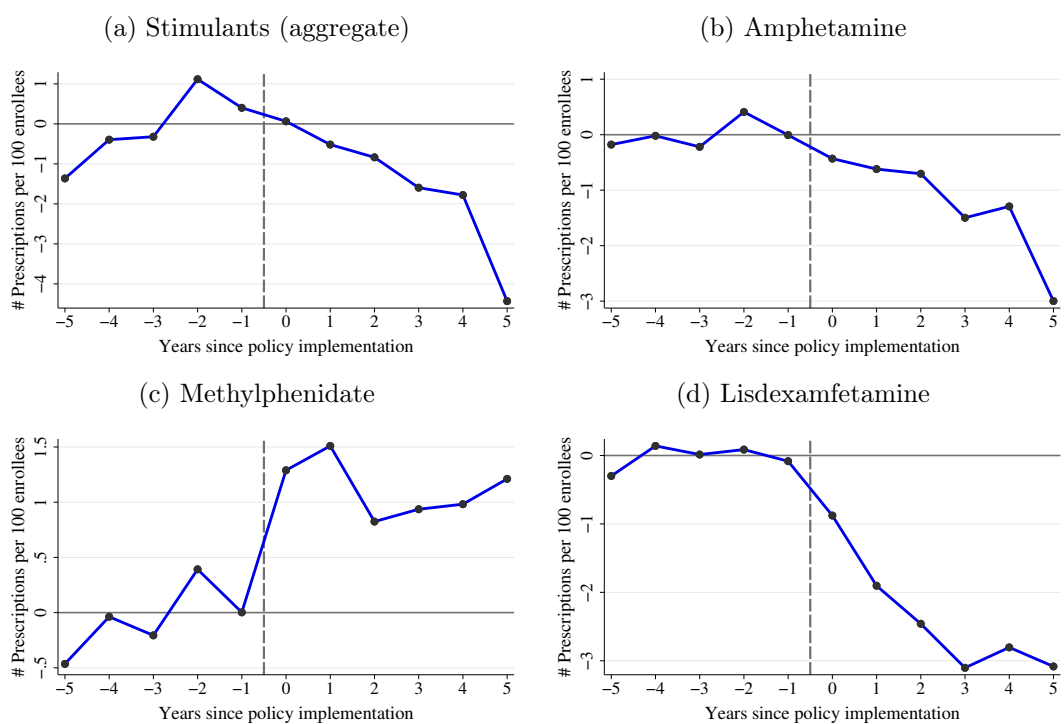 (a) Stimulants (aggregate)
(b) Amphetamine
# Prescriptions per 100 enrollees
1
0
−1
−2
−3
−4
−5 −4 −3 −2 −1 0 1 2 3 4 5
Years since policy implementation
# Prescriptions per 100 enrollees
1
0
−1
−2
−3
−5 −4 −3 −2 −1 0 1 2 3 4 5
Years since policy implementation
(c) Methylphenidate
(d) Lisdexamfetamine
# Prescriptions per 100 enrollees
1.5
1
.5
0
−.5
−5 −4 −3 −2 −1 0 1 2 3 4 5
Years since policy implementation
# Prescriptions per 100 enrollees
0
−1
−2
−3
−5 −4 −3 −2 −1 0 1 2 3 4 5
Years since policy implementation